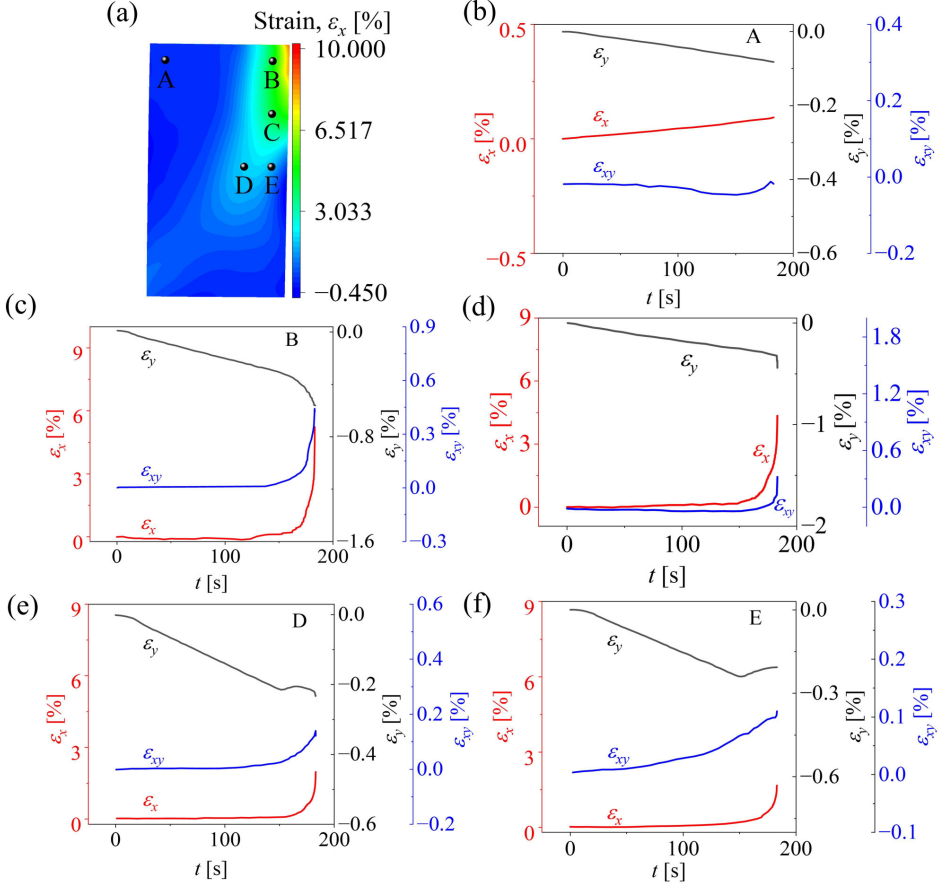 (a)
Strain, εx [%]
10.000
6.517
3.033
−0.450
A
B
C
D
E
(b)
A
εy
εx
εxy
0.5
0.0
−0.5
εx [%]
0.0
−0.2
−0.4
−0.6
εy [%]
0.4
0.2
0.0
−0.2
εxy [%]
0
100
200
t [s]
(c)
B
εy
εxy
εx
9
6
3
0
εx [%]
0.0
−0.8
−1.6
εy [%]
0.9
0.6
0.3
0.0
−0.3
εxy [%]
0
100
200
t [s]
(d)
εy
εx
εxy
9
6
3
0
εx [%]
0
−1
−2
εy [%]
1.8
1.2
0.6
0.0
εxy [%]
0
100
200
t [s]
(e)
D
εy
εxy
εx
9
6
3
0
εx [%]
0.0
−0.2
−0.4
−0.6
εy [%]
0.6
0.4
0.2
0.0
−0.2
εxy [%]
0
100
200
t [s]
(f)
E
εy
εxy
εx
9
6
3
0
εx [%]
0.0
−0.3
−0.6
εy [%]
0.3
0.2
0.1
0.0
−0.1
εxy [%]
0
100
200
t [s]